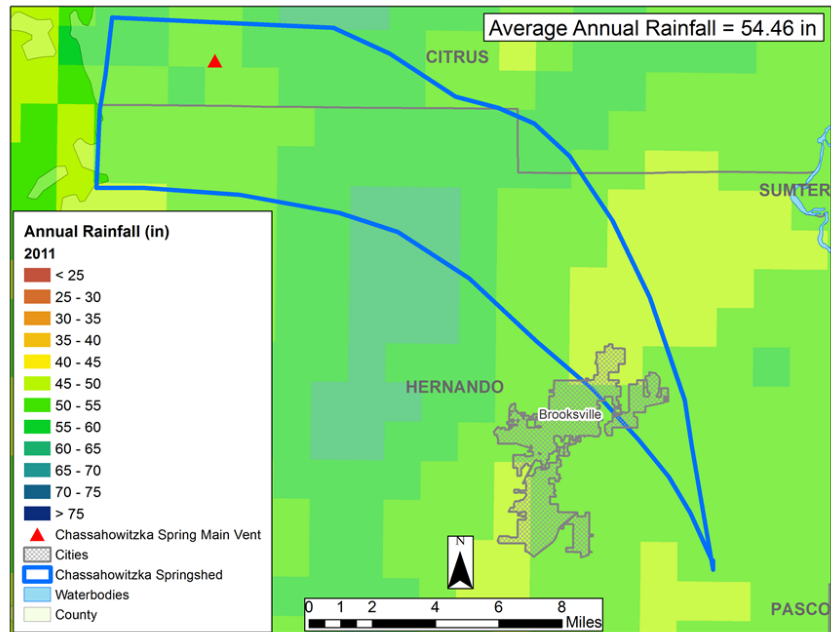 Average Annual Rainfall = 54.46 in
CITRUS
SUMTER
HERNANDO
Brooksville
PASCO
Annual Rainfall (in)
2011
< 25
25 - 30
30 - 35
35 - 40
40 - 45
45 - 50
50 - 55
55 - 60
60 - 65
65 - 70
70 - 75
> 75
Chassahowitzka Spring Main Vent
Cities
Chassahowitzka Springshed
Waterbodies
County
N
0 1 2 4 6 8
Miles